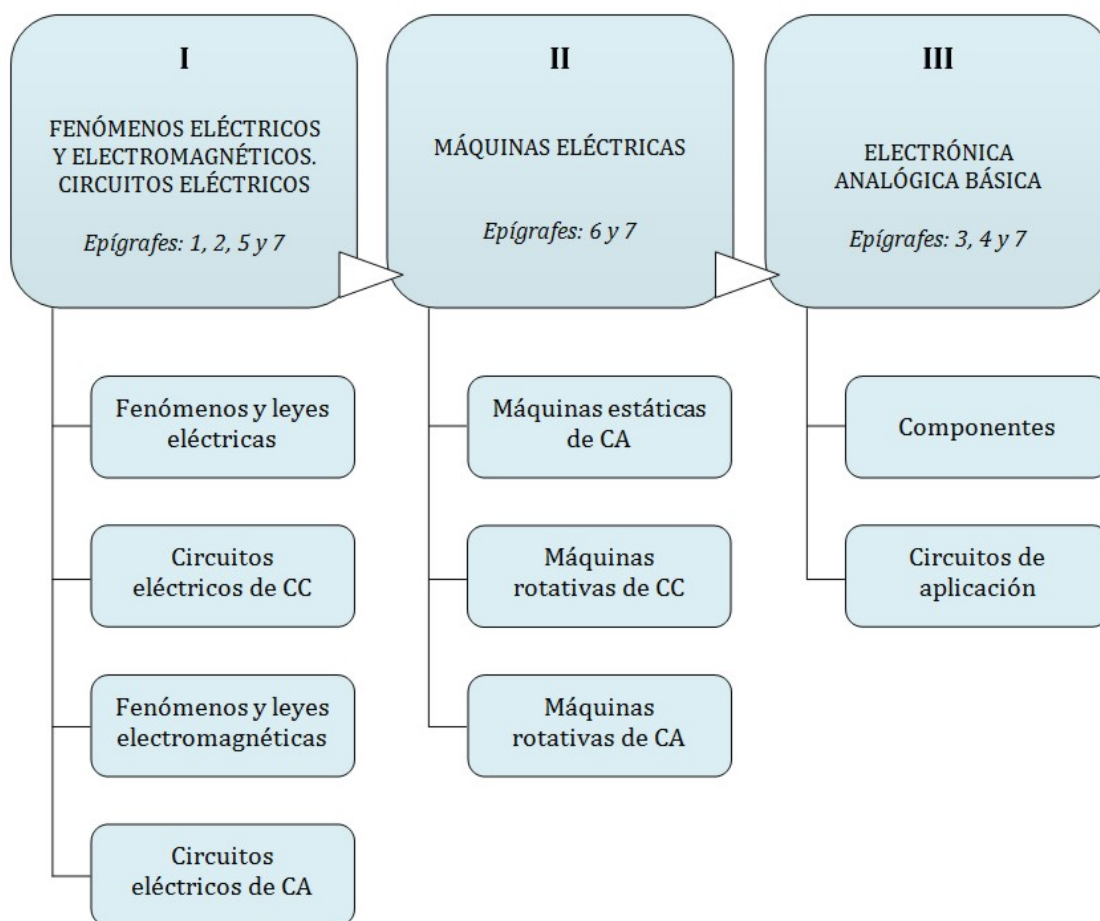 I
FENÓMENOS ELÉCTRICOS
Y ELECTROMAGNÉTICOS.
CIRCUITOS ELÉCTRICOS
Epígrafes: 1, 2, 5 y 7
Fenómenos y leyes
eléctricas
Circuitos
eléctricos de CC
Fenómenos y leyes
electromagnéticas
Circuitos
eléctricos de CA
II
MÁQUINAS ELÉCTRICAS
Epígrafes: 6 y 7
Máquinas estáticas
de CA
Máquinas
rotativas de CC
Máquinas
rotativas de CA
III
ELECTRÓNICA
ANALÓGICA BÁSICA
Epígrafes: 3, 4 y 7
Componentes
Circuitos de
aplicación